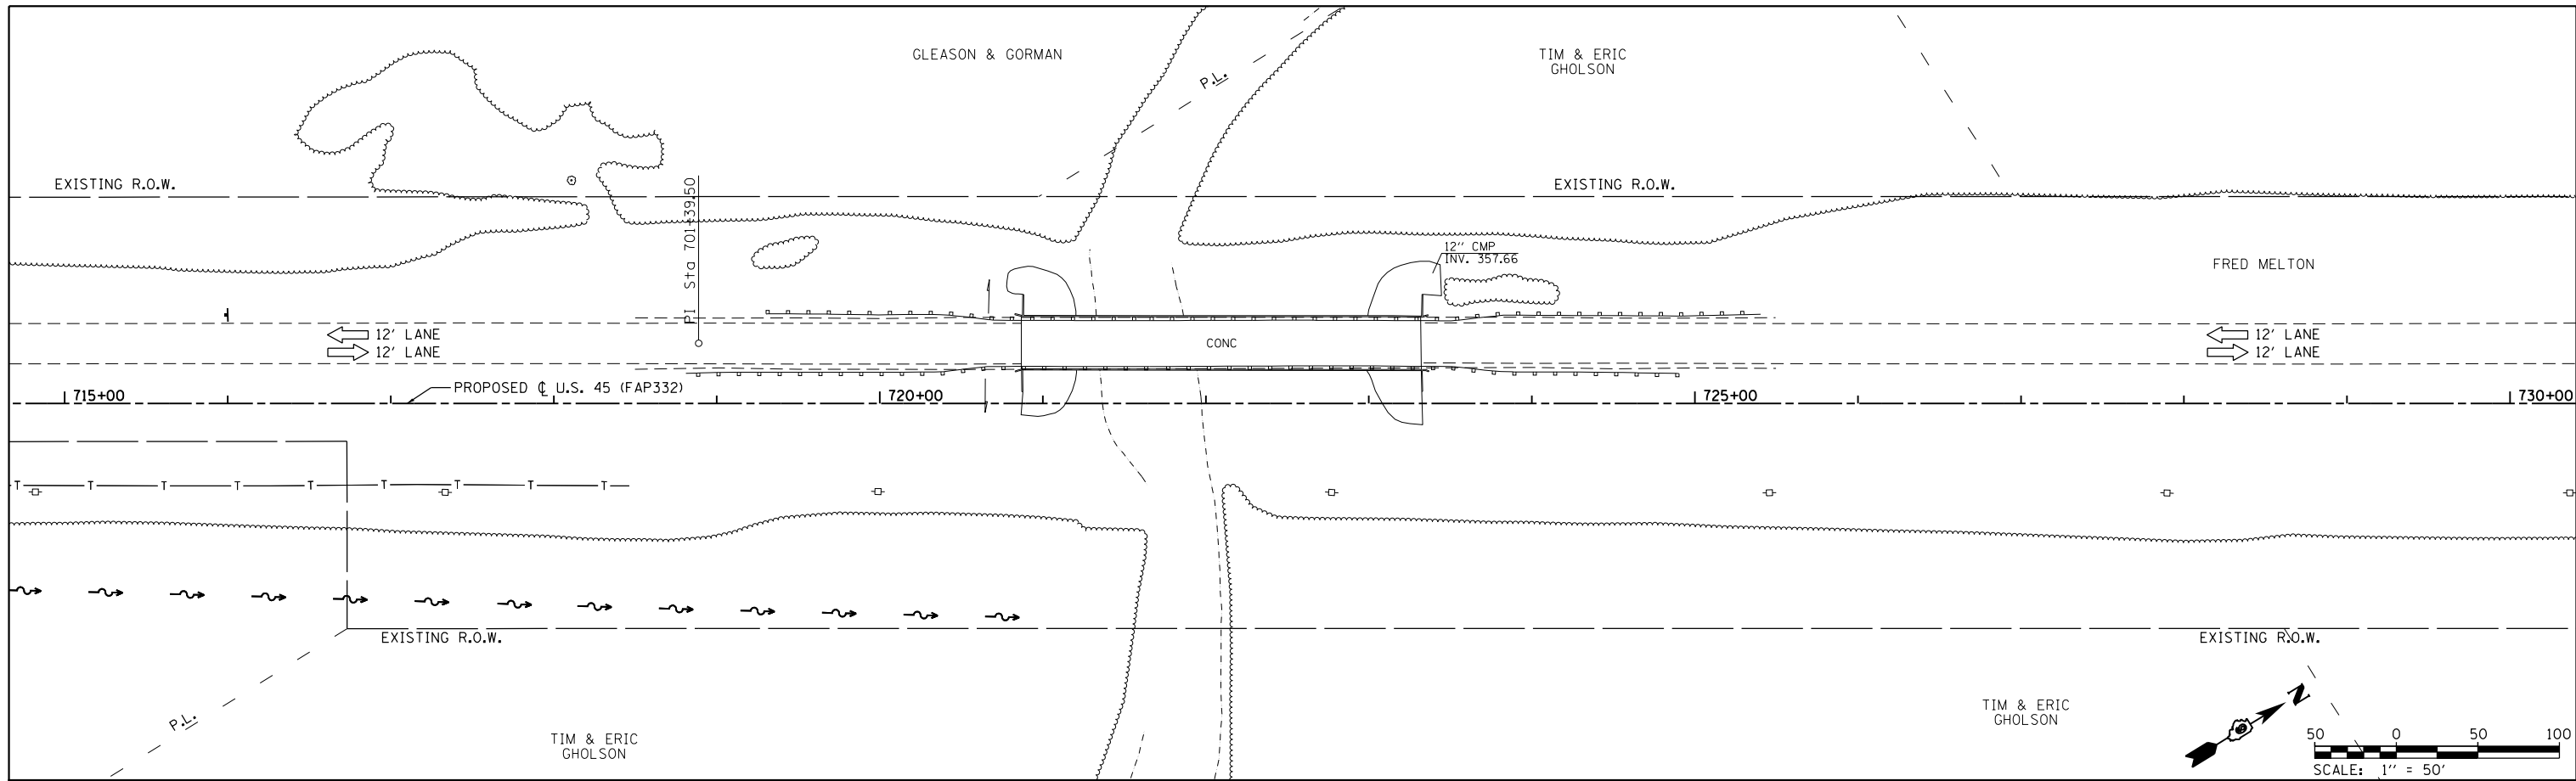 GLEASON & GORMAN
TIM & ERIC
GHOLSON
P.L.
EXISTING R.O.W.
EXISTING R.O.W.
PI Sta 701+39.50
12" CMP
INV. 357.66
FRED MELTON
12' LANE
12' LANE
CONC
12' LANE
12' LANE
PROPOSED ℄ U.S. 45 (FAP332)
715+00
720+00
725+00
730+00
T T T T T T T T T
EXISTING R.O.W.
EXISTING R.O.W.
P.L.
TIM & ERIC
GHOLSON
TIM & ERIC
GHOLSON
N
50 0 50 100
SCALE: 1" = 50'